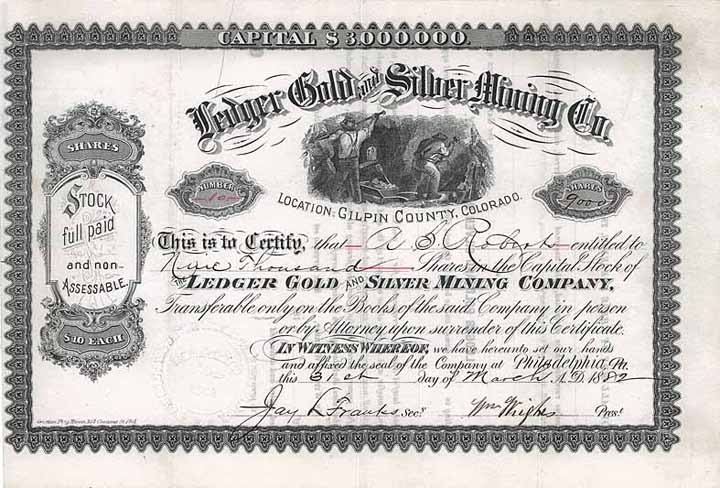 CAPITAL $3,000,000.
Ledger Gold and Silver Mining Co.
SHARES
NUMBER
10
SHARES
9000
LOCATION: GILPIN COUNTY, COLORADO.
STOCK
full paid
and non-
ASSESSABLE.
$10 EACH
This is to Certify, that A S Roberts entitled to
Nine Thousand Shares in the Capital Stock of
THE LEDGER GOLD AND SILVER MINING COMPANY,
Transferable only on the Books of the said Company in person
or by Attorney upon surrender of this Certificate.
IN WITNESS WHEREOF, we have hereunto set our hands
and affixed the seal of the Company at Philadelphia, Pa.
this 31st day of March A.D. 1882
Jay L Franks Secy.
Wm Pres't.